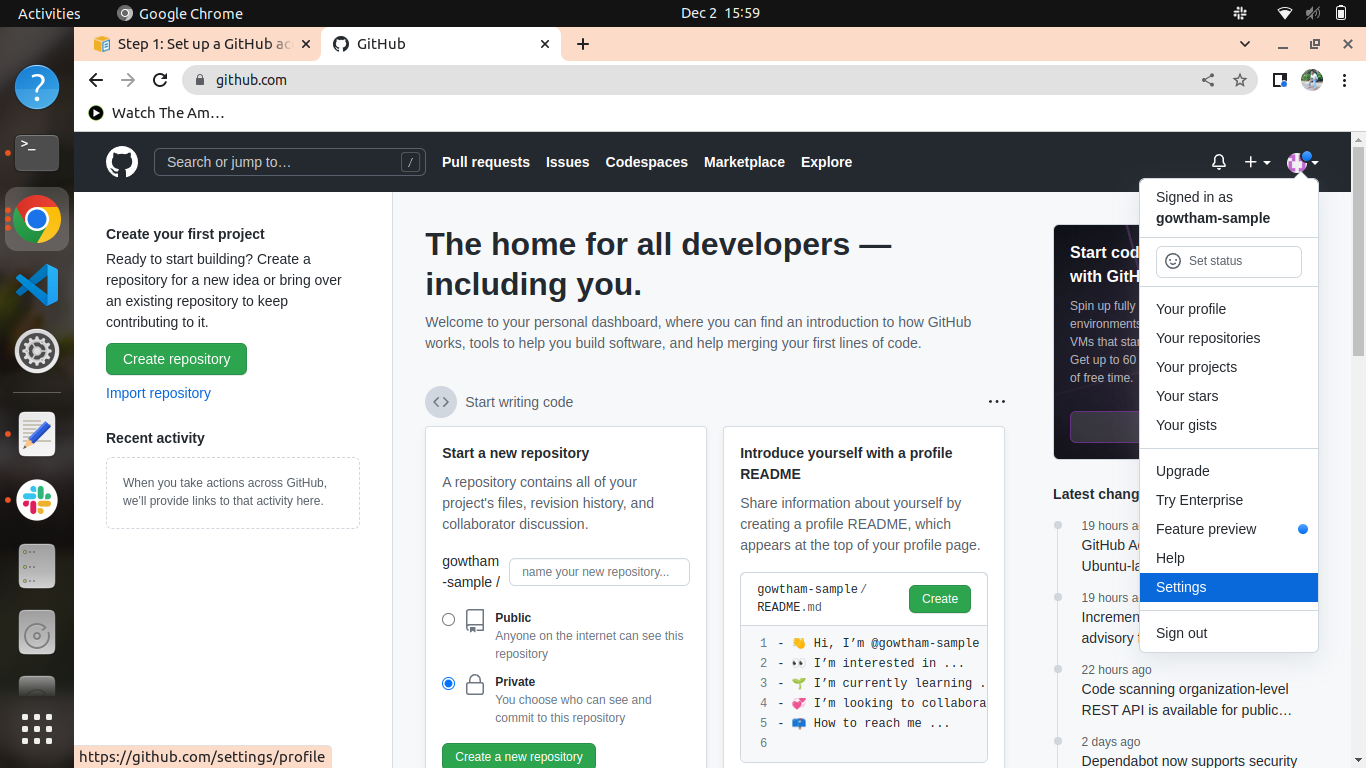 Activities
Google Chrome
Dec 2 15:59
Step 1: Set up a GitHub ac
GitHub
github.com
Watch The Am…
Search or jump to…
/
Pull requests
Issues
Codespaces
Marketplace
Explore
Create your first project
Ready to start building? Create a
repository for a new idea or bring over
an existing repository to keep
contributing to it.
Create repository
Import repository
Recent activity
When you take actions across GitHub,
we'll provide links to that activity here.
The home for all developers —
including you.
Welcome to your personal dashboard, where you can find an introduction to how GitHub
works, tools to help you build software, and help merging your first lines of code.
Start writing code
Start a new repository
A repository contains all of your
project's files, revision history, and
collaborator discussion.
gowtham
-sample /
name your new repository...
Public
Anyone on the internet can see this
repository
Private
You choose who can see and
commit to this repository
Create a new repository
Introduce yourself with a profile
README
Share information about yourself by
creating a profile README, which
appears at the top of your profile page.
gowtham-sample /
README.md
Create
1 - 👋 Hi, I'm @gowtham-sample
2 - 👀 I'm interested in ...
3 - 🌱 I'm currently learning .
4 - 💞️ I'm looking to collabora
5 - 📫 How to reach me ...
6
Start cod
with GitH
Spin up fully
environments
VMs that star
Get up to 60
of free time.
Latest chang
19 hours a
GitHub Ac
Ubuntu-la
19 hours a
Incremen
advisory
22 hours ago
Code scanning organization-level
REST API is available for public…
2 days ago
Dependabot now supports security
Signed in as
gowtham-sample
Set status
Your profile
Your repositories
Your projects
Your stars
Your gists
Upgrade
Try Enterprise
Feature preview
Help
Settings
Sign out
https://github.com/settings/profile